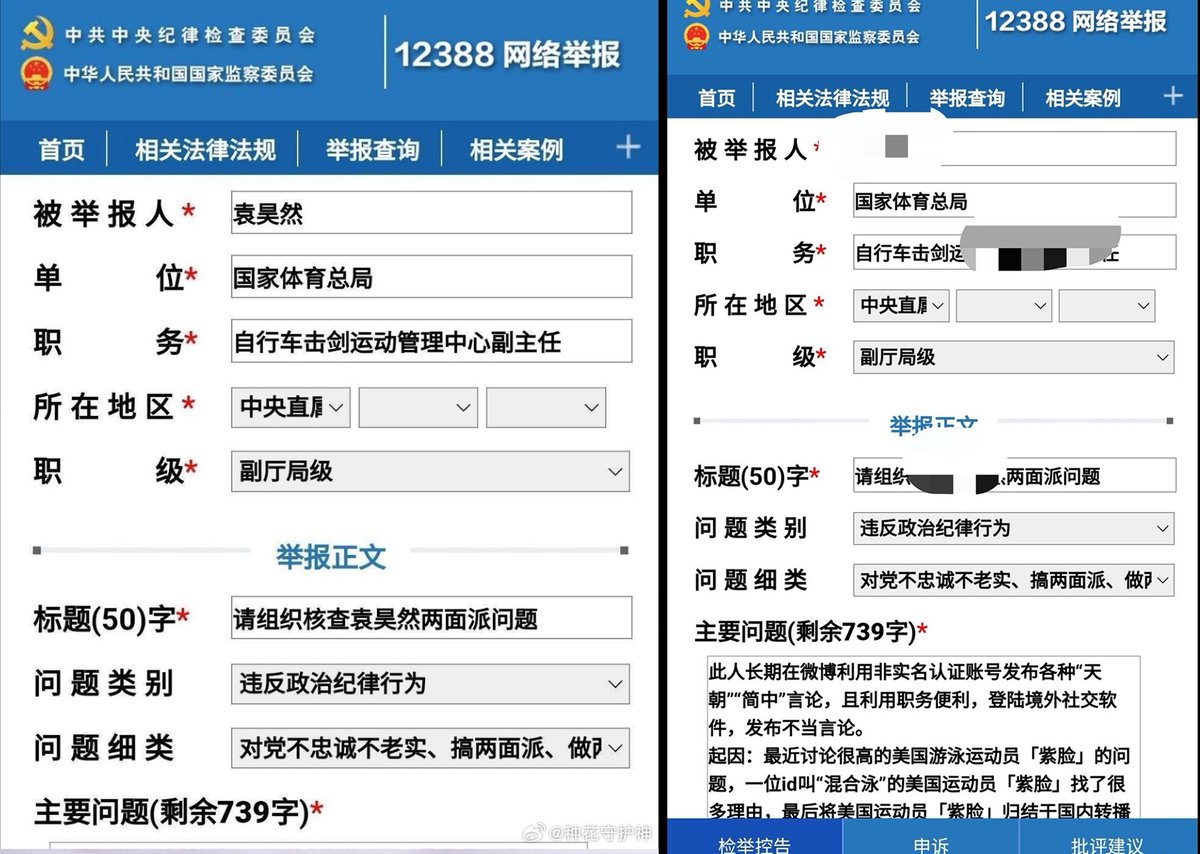 中共中央纪律检查委员会
中华人民共和国国家监察委员会
12388 网络举报
首页 相关法律法规 举报查询 相关案例 +
被举报人* 袁昊然
单位* 国家体育总局
职务* 自行车击剑运动管理中心副主任
所在地区* 中央直属
职级* 副厅局级
举报正文
标题(50)字* 请组织核查袁昊然两面派问题
问题类别 违反政治纪律行为
问题细类 对党不忠诚不老实、搞两面派、做两
主要问题(剩余739字)*
@种花守护神
中共中央纪律检查委员会
中华人民共和国国家监察委员会
12388 网络举报
首页 相关法律法规 举报查询 相关案例 +
被举报人*
单位* 国家体育总局
职务* 自行车击剑运 任
所在地区* 中央直属
职级* 副厅局级
举报正文
标题(50)字* 请组织 两面派问题
问题类别 违反政治纪律行为
问题细类 对党不忠诚不老实、搞两面派、做两
主要问题(剩余739字)*
此人长期在微博利用非实名认证账号发布各种“天
朝”“简中”言论，且利用职务便利，登陆境外社交软
件，发布不当言论。
起因：最近讨论很高的美国游泳运动员「紫脸」的问
题，一位id叫“混合泳”的美国运动员「紫脸」找了很
多理由，最后将美国运动员「紫脸」归结于国内转播
检举控告 申诉 批评建议